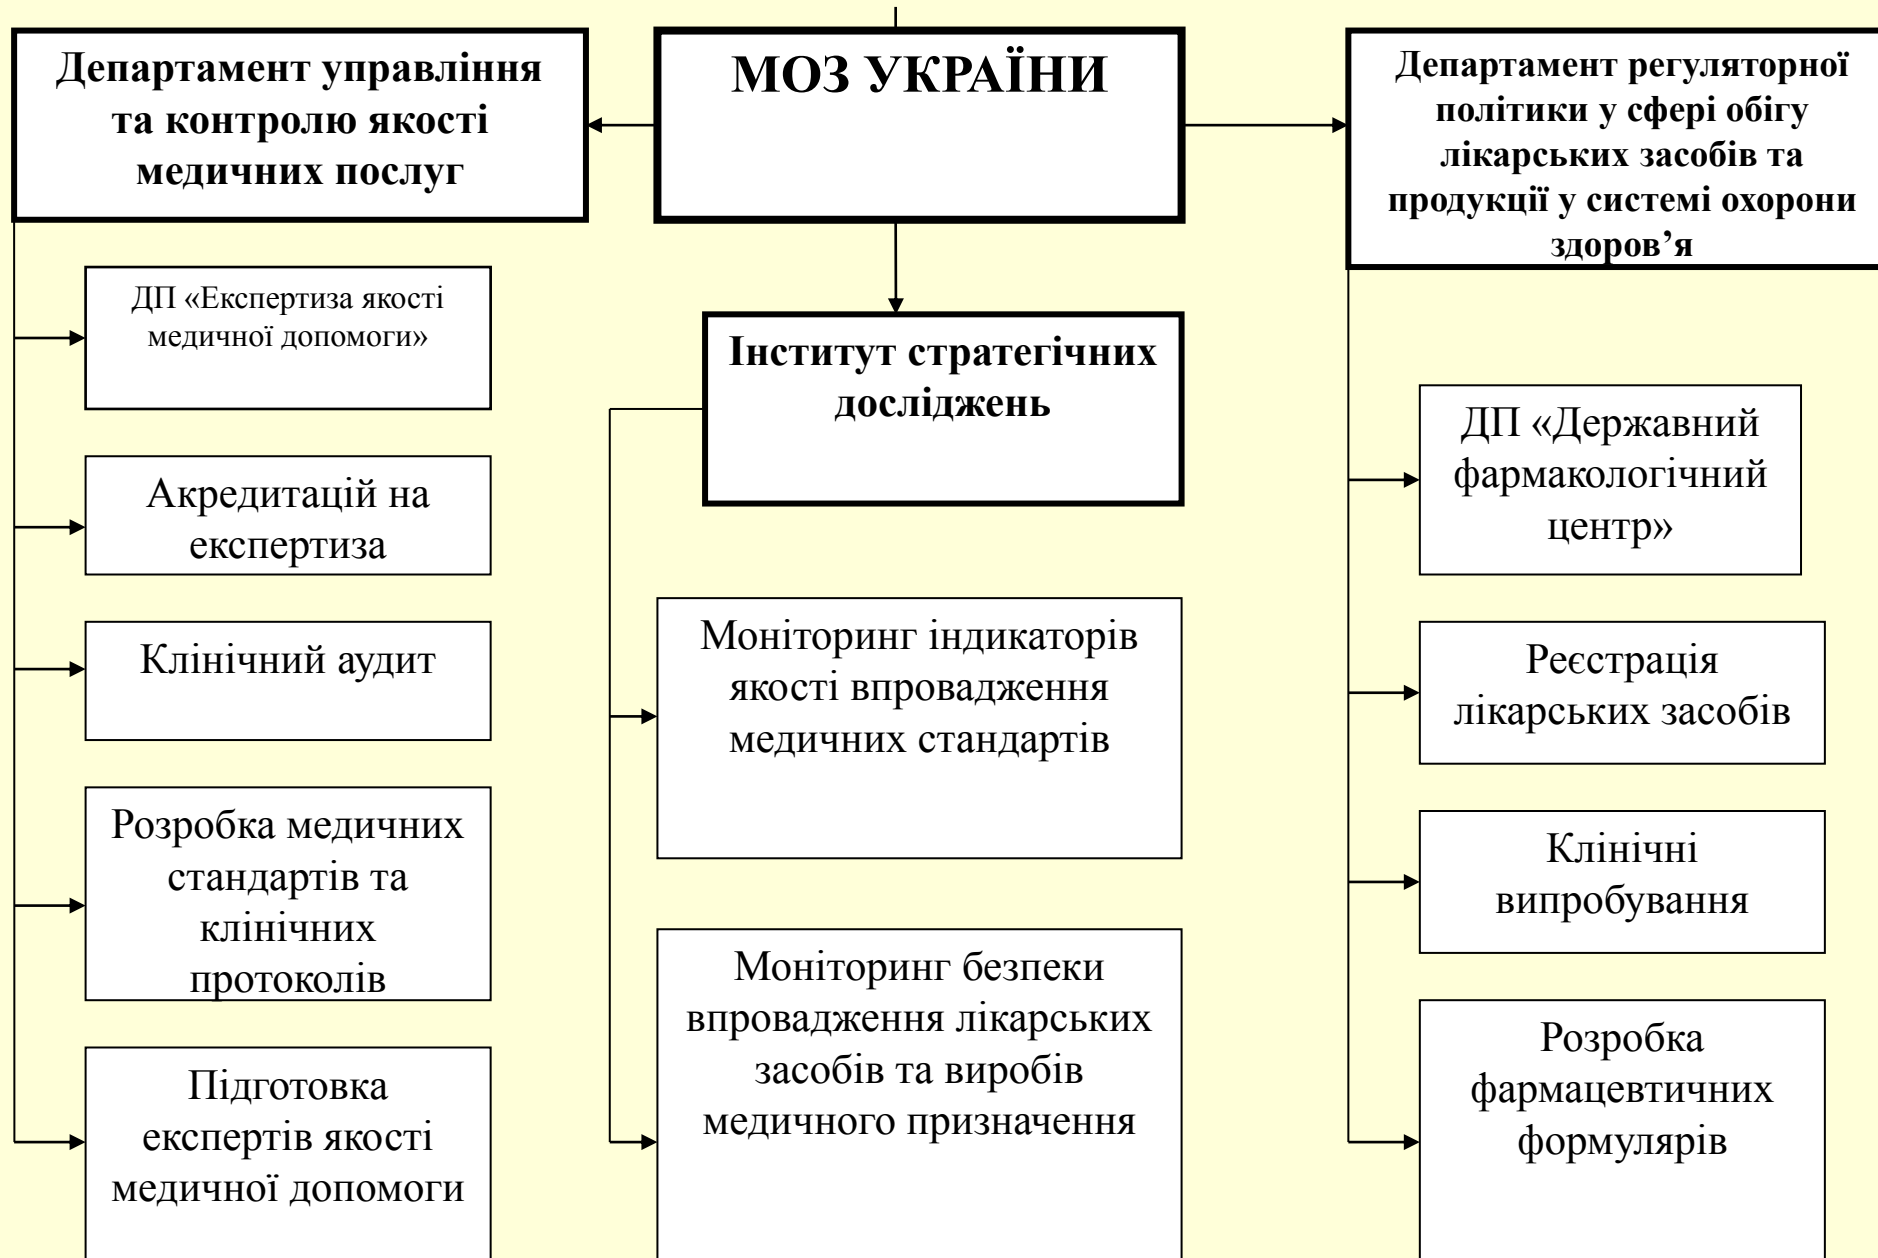 Департамент управління
та контролю якості
медичних послуг
ДП «Експертиза якості
медичної допомоги»
Акредитацій на
експертиза
Клінічний аудит
Розробка медичних
стандартів та
клінічних
протоколів
Підготовка
експертів якості
медичної допомоги
МОЗ УКРАЇНИ
Інститут стратегічних
досліджень
Моніторинг індикаторів
якості впровадження
медичних стандартів
Моніторинг безпеки
впровадження лікарських
засобів та виробів
медичного призначення
Департамент регуляторної
політики у сфері обігу
лікарських засобів та
продукції у системі охорони
здоров’я
ДП «Державний
фармакологічний
центр»
Реєстрація
лікарських засобів
Клінічні
випробування
Розробка
фармацевтичних
формулярів